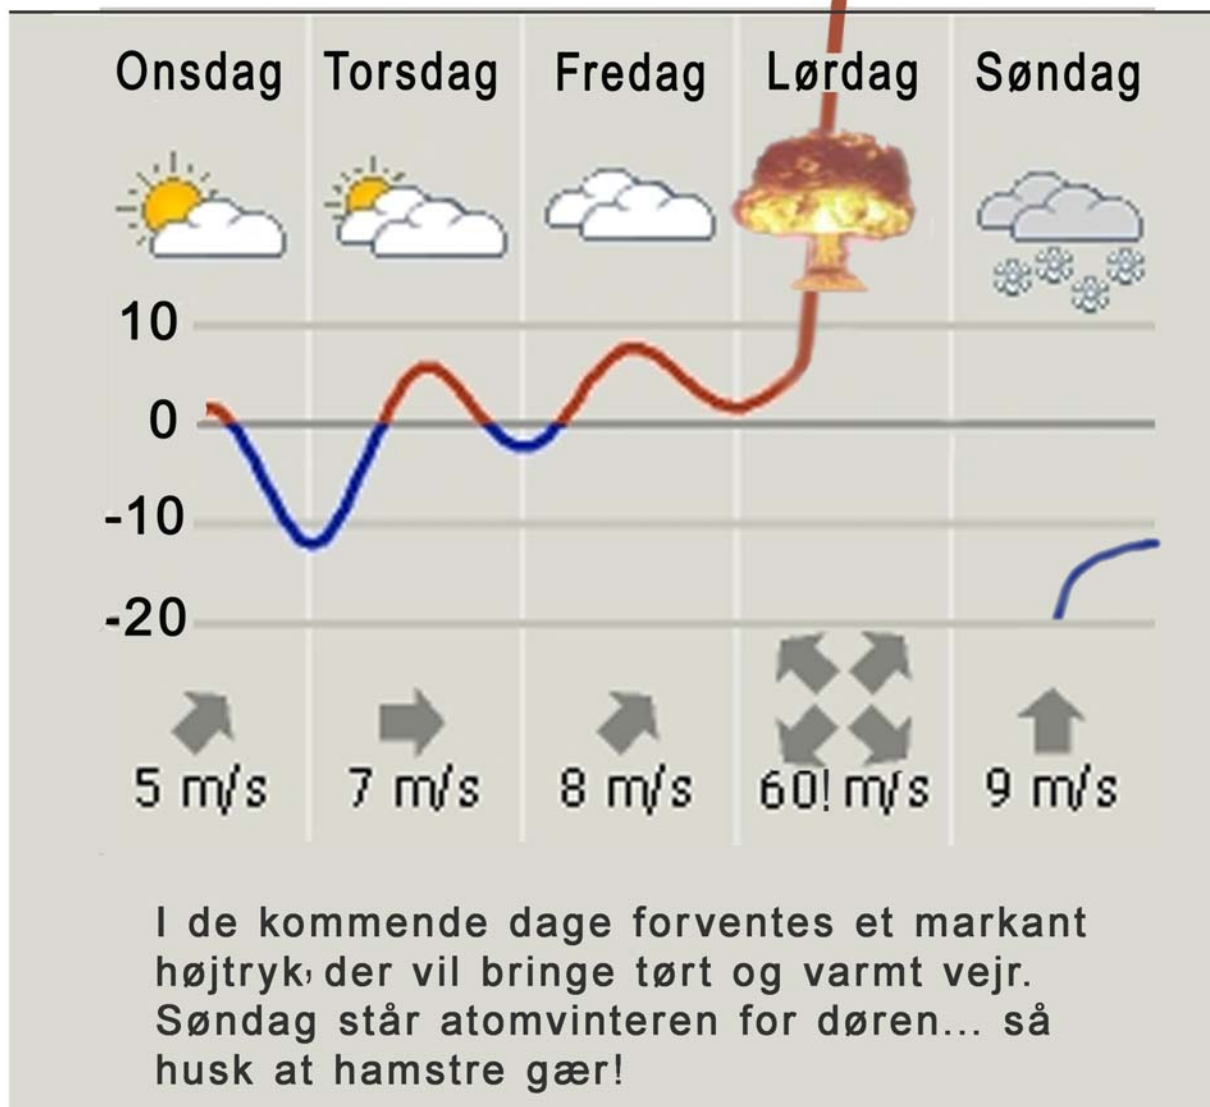 Onsdag Torsdag Fredag Lørdag Søndag
10
0
-10
-20
5 m/s 7 m/s 8 m/s 60! m/s 9 m/s
I de kommende dage forventes et markant
højtryk, der vil bringe tørt og varmt vejr.
Søndag står atomvinteren for døren... så
husk at hamstre gær!